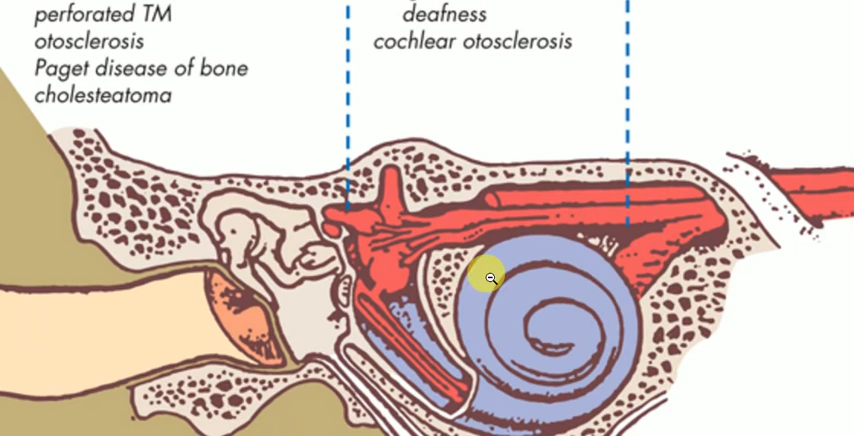 perforated TM
otosclerosis
Paget disease of bone
cholesteatoma
deafness
cochlear otosclerosis